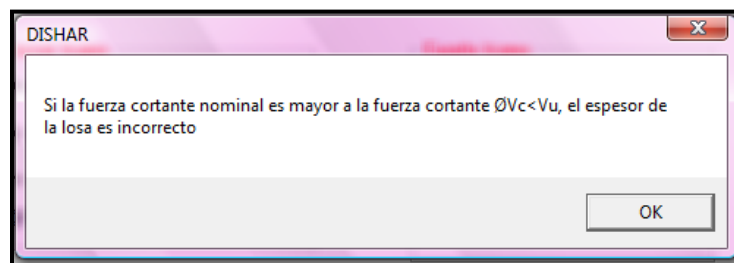 DISHAR
Si la fuerza cortante nominal es mayor a la fuerza cortante ØVc<Vu, el espesor de
la losa es incorrecto
OK